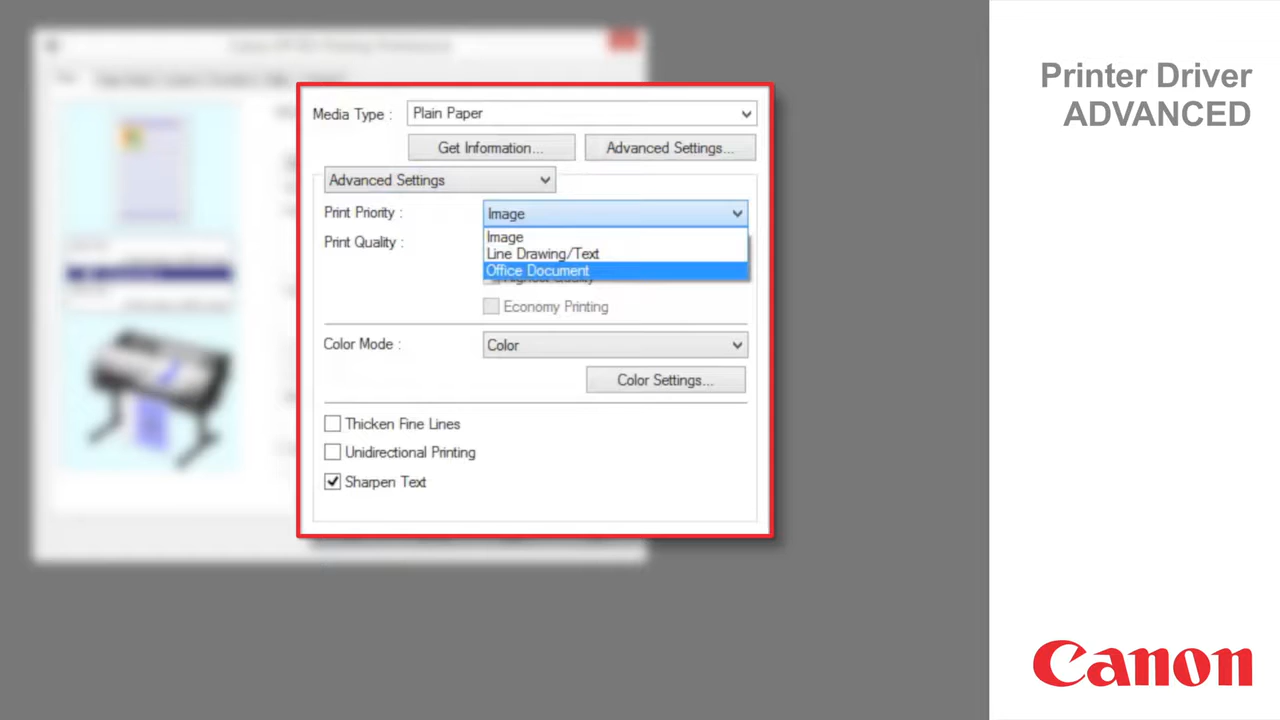 Printer Driver
ADVANCED
Media Type : Plain Paper
Get Information... Advanced Settings...
Advanced Settings
Print Priority : Image
Image
Print Quality :
Line Drawing/Text
Office Document
Highest Quality
Economy Printing
Color Mode : Color
Color Settings...
Thicken Fine Lines
Unidirectional Printing
Sharpen Text
Canon